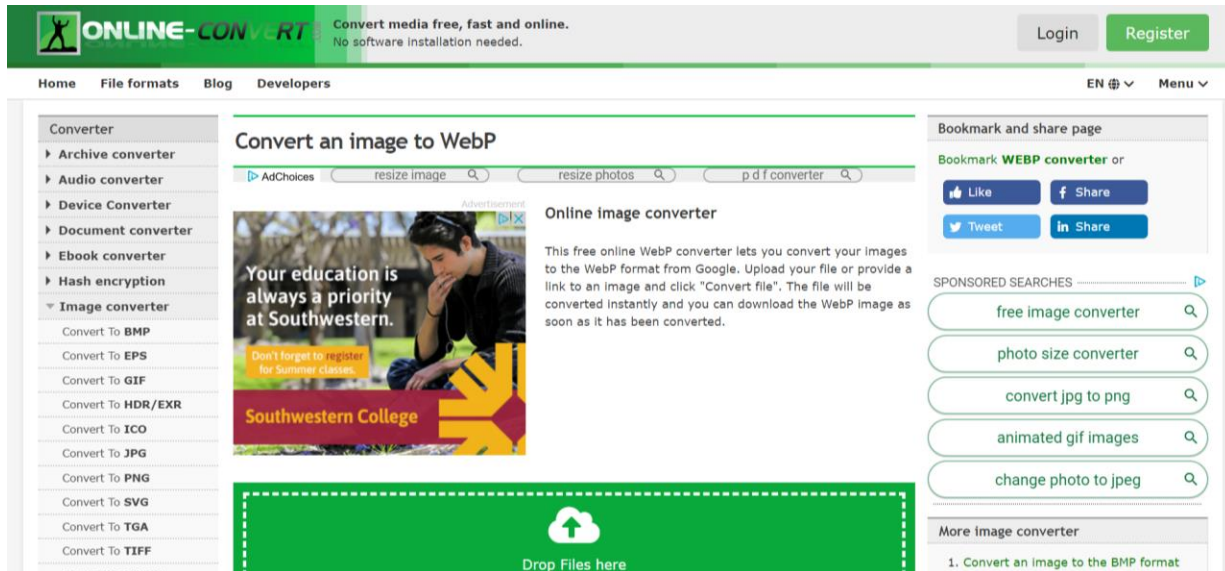 ONLINE-CONVERT
Convert media free, fast and online.
No software installation needed.
Login
Register
Home
File formats
Blog
Developers
EN
Menu
Converter
Archive converter
Audio converter
Device Converter
Document converter
Ebook converter
Hash encryption
Image converter
Convert To BMP
Convert To EPS
Convert To GIF
Convert To HDR/EXR
Convert To ICO
Convert To JPG
Convert To PNG
Convert To SVG
Convert To TGA
Convert To TIFF
Convert an image to WebP
AdChoices
resize image
resize photos
p d f converter
Advertisement
Your education is
always a priority
at Southwestern.
Don't forget to register
for Summer classes.
Southwestern College
Online image converter
This free online WebP converter lets you convert your images
to the WebP format from Google. Upload your file or provide a
link to an image and click "Convert file". The file will be
converted instantly and you can download the WebP image as
soon as it has been converted.
Drop Files here
Bookmark and share page
Bookmark WEBP converter or
Like
f Share
Tweet
in Share
SPONSORED SEARCHES
free image converter
photo size converter
convert jpg to png
animated gif images
change photo to jpeg
More image converter
1. Convert an image to the BMP format